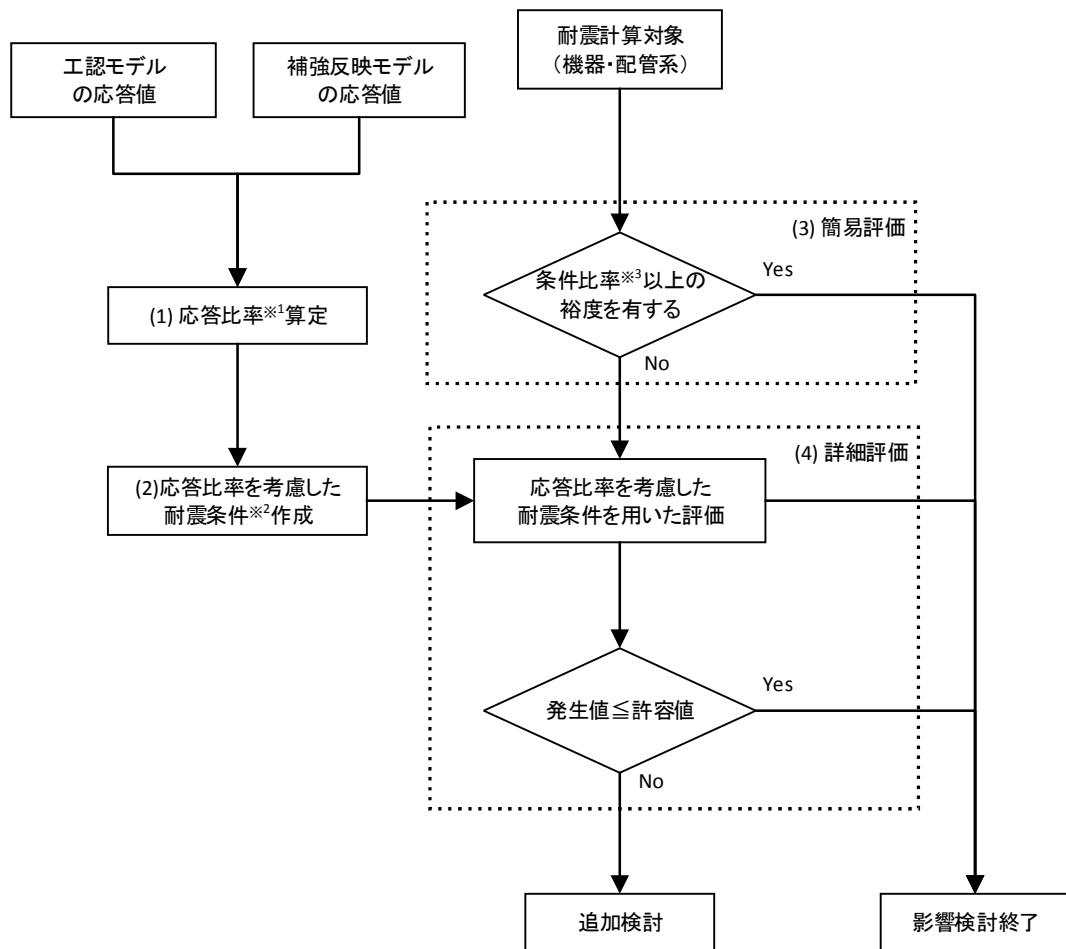 工認モデル
の応答値
補強反映モデル
の応答値
耐震計算対象
（機器・配管系）
(3) 簡易評価
条件比率※3以上の
裕度を有する
Yes
No
(1) 応答比率※1算定
(2)応答比率を考慮した
耐震条件※2作成
(4) 詳細評価
応答比率を考慮した
耐震条件を用いた評価
発生値≦許容値
Yes
No
追加検討
影響検討終了